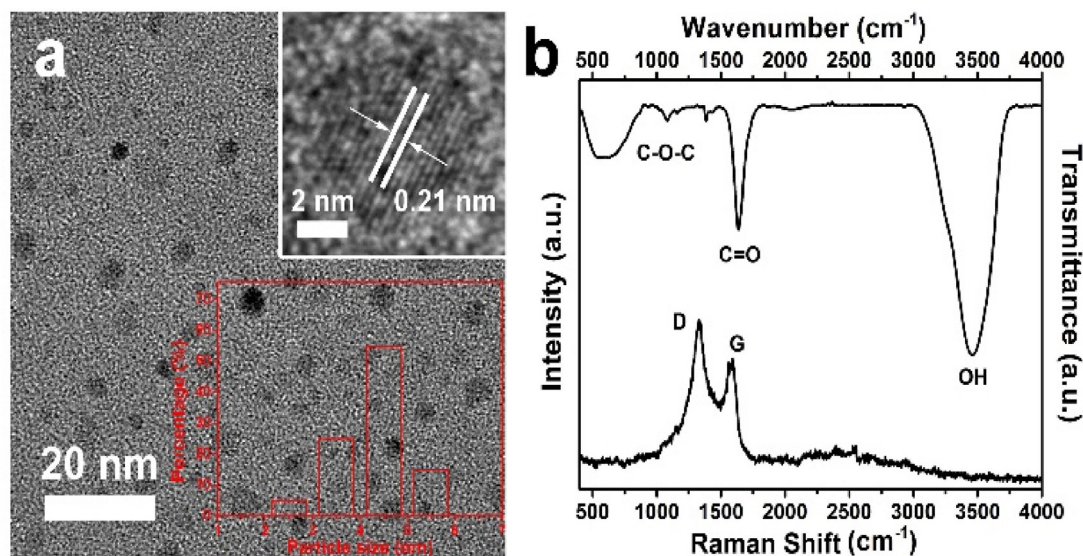 a
2 nm
0.21 nm
20 nm
Percentage (%)
70
Particle size (nm)
b
Wavenumber (cm⁻¹)
500 1000 1500 2000 2500 3000 3500 4000
Intensity (a.u.)
Transmittance (a.u.)
C-O-C
C=O
OH
D
G
500 1000 1500 2000 2500 3000 3500 4000
Raman Shift (cm⁻¹)